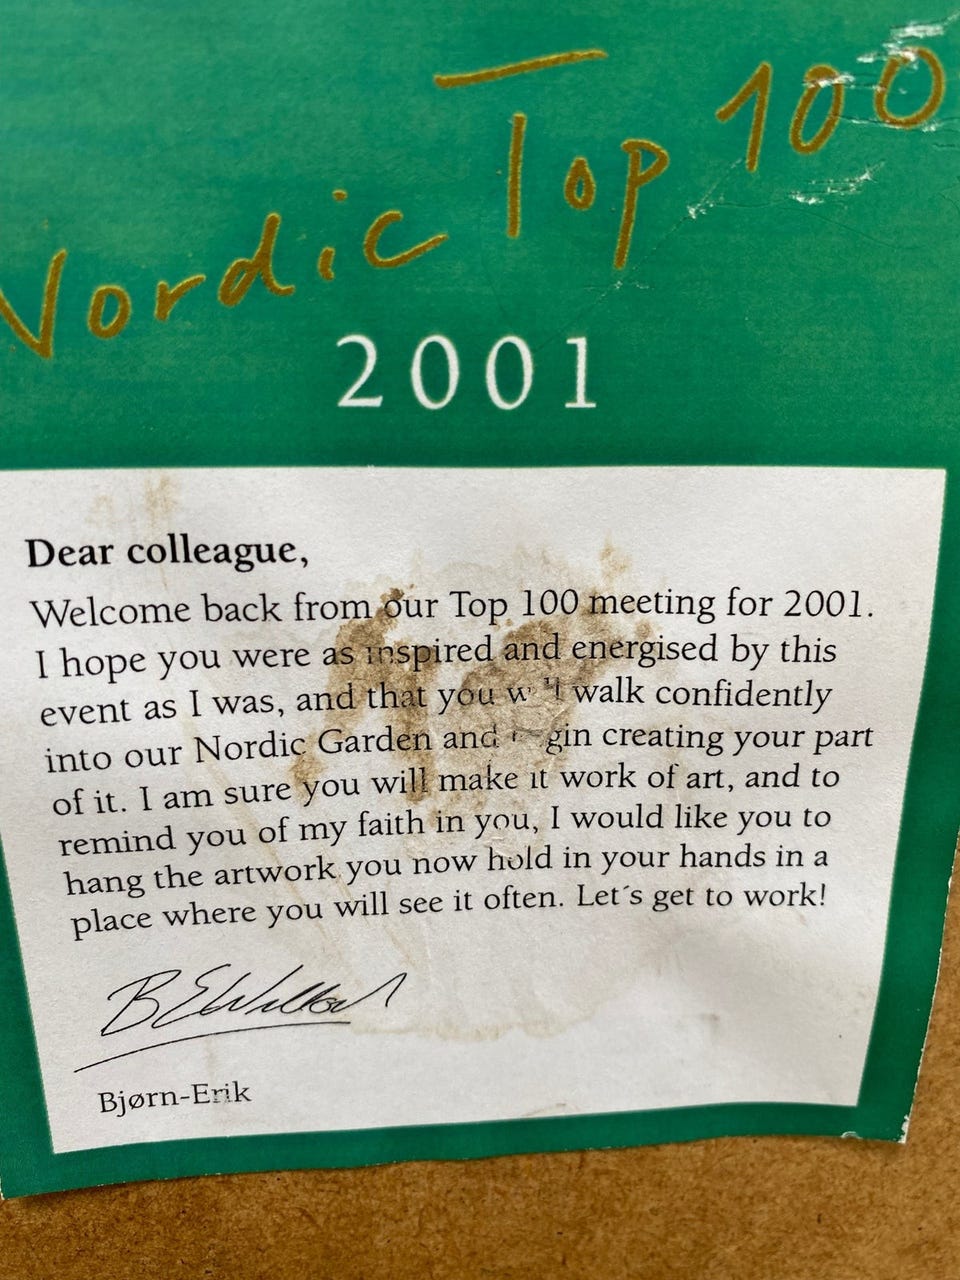 Nordic Top 100
2001
Dear colleague,
Welcome back from our Top 100 meeting for 2001.
I hope you were as inspired and energised by this
event as I was, and that you will walk confidently
into our Nordic Garden and begin creating your part
of it. I am sure you will make it work of art, and to
remind you of my faith in you, I would like you to
hang the artwork you now hold in your hands in a
place where you will see it often. Let´s get to work!
Bjørn-Erik